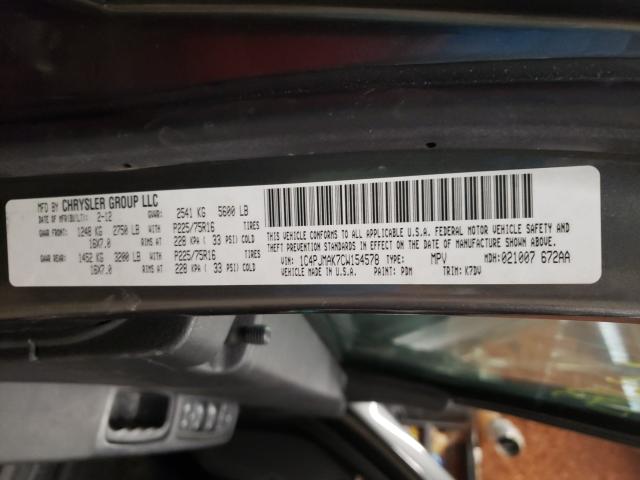 MFD BY CHRYSLER GROUP LLC
DATE OF MFR(BUILT): 2-12 GVWR: 2541 KG 5600 LB
GAWR FRONT: 1248 KG 2750 LB WITH P225/75R16 TIRES
16X7.0 RIMS AT 228 KPA ( 33 PSI) COLD
GAWR REAR: 1452 KG 3200 LB WITH P225/75R16 TIRES
16X7.0 RIMS AT 228 KPA ( 33 PSI) COLD
THIS VEHICLE CONFORMS TO ALL APPLICABLE U.S.A. FEDERAL MOTOR VEHICLE SAFETY AND
THEFT PREVENTION STANDARDS IN EFFECT ON THE DATE OF MANUFACTURE SHOWN ABOVE.
VIN: 1C4PJMAK7CW154578 TYPE: MPV MDH:021007 672AA
MADE IN U.S.A. PAINT: PDM TRIM: K7DV